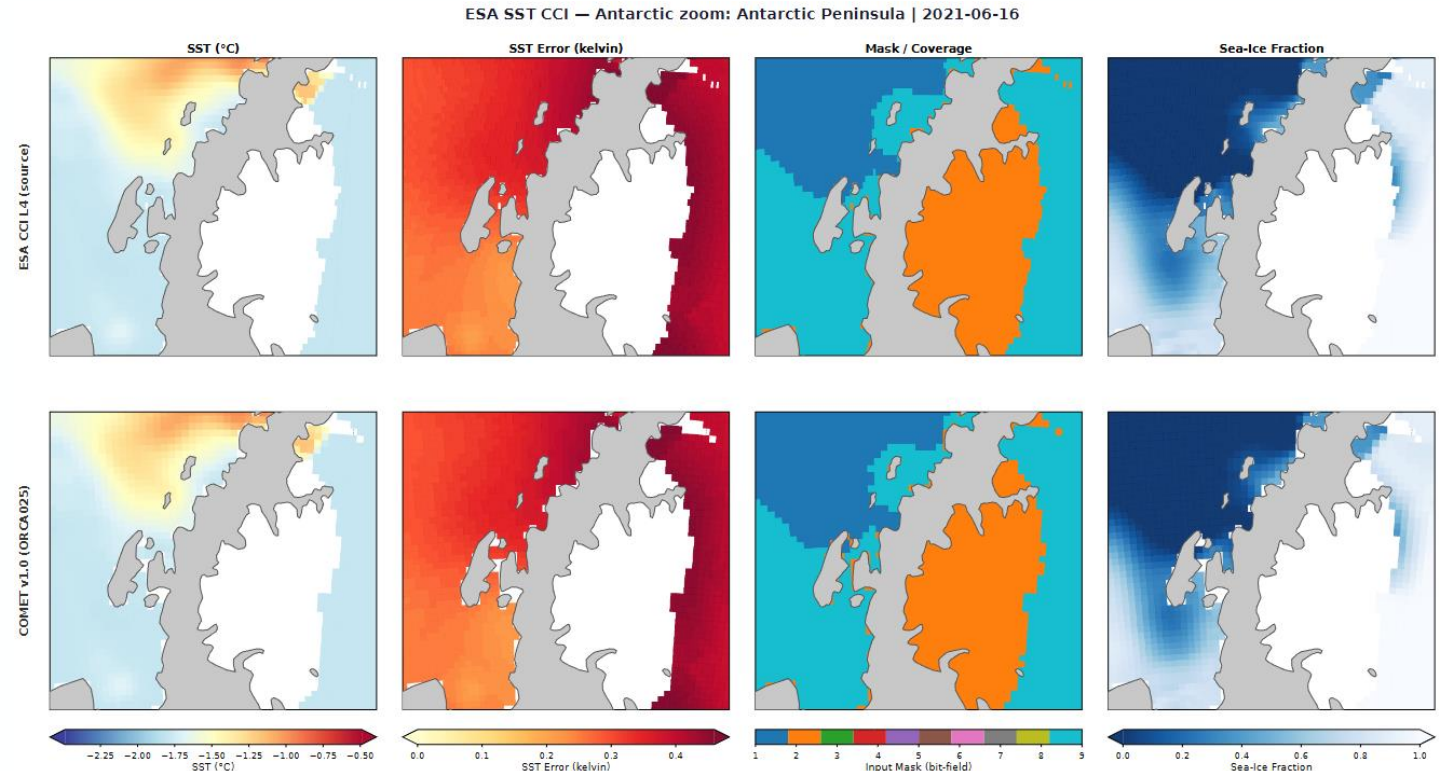 ESA SST CCI — Antarctic zoom: Antarctic Peninsula | 2021-06-16
SST (°C) SST Error (kelvin) Mask / Coverage Sea-Ice Fraction
ESA CCI L4 (source)
COMET v1.0 (ORCA025)
−2.25 −2.00 −1.75 −1.50 −1.25 −1.00 −0.75 −0.50 0.0 0.1 0.2 0.3 0.4 1 2 3 4 5 6 7 8 9 0.0 0.2 0.4 0.6 0.8 1.0
SST (°C) SST Error (kelvin) Input Mask (bit-field) Sea-Ice Fraction